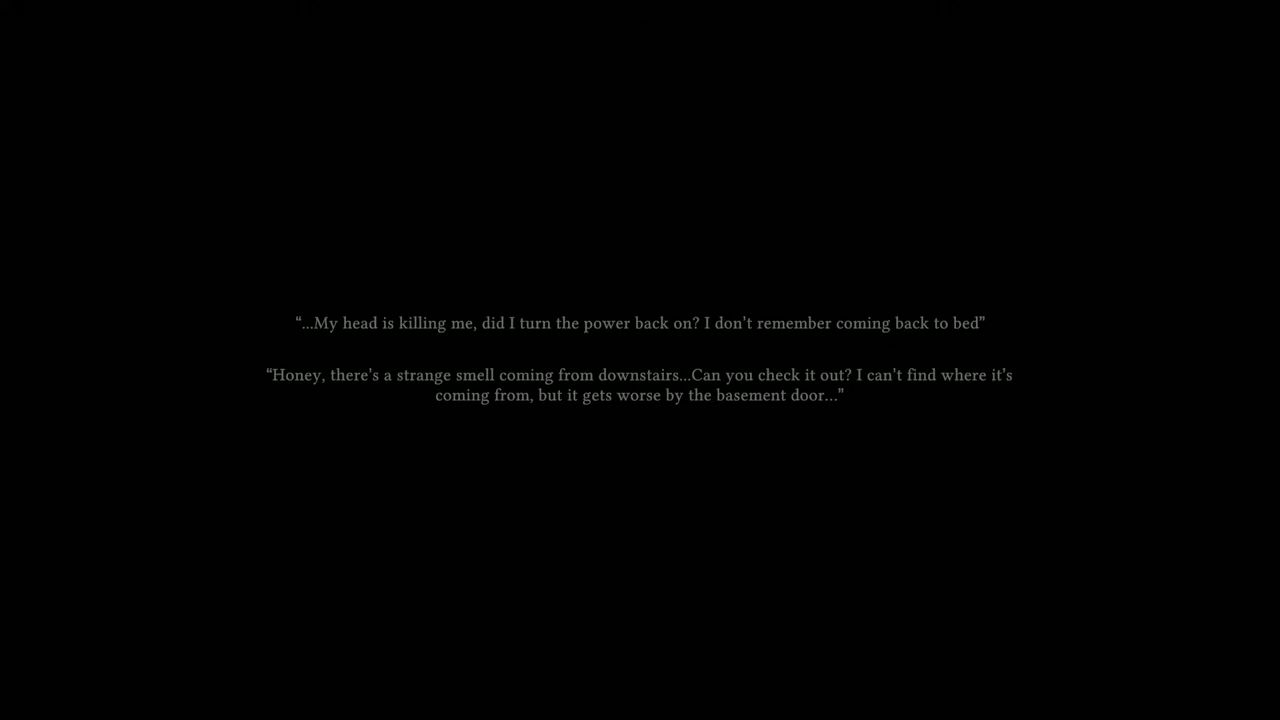 “...My head is killing me, did I turn the power back on? I don’t remember coming back to bed”
“Honey, there’s a strange smell coming from downstairs...Can you check it out? I can’t find where it’s
coming from, but it gets worse by the basement door...”